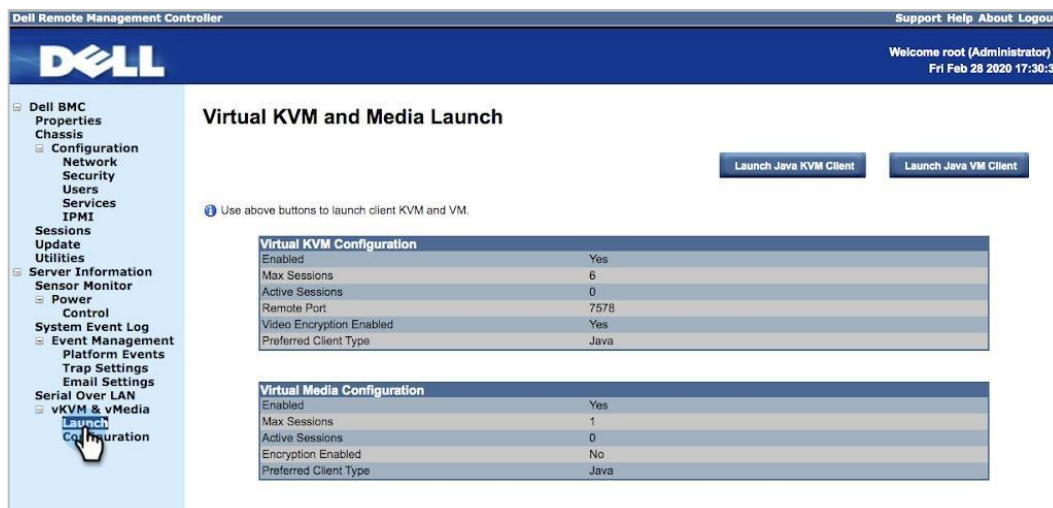 Dell Remote Management Controller
Support Help About Logou
DELL
Welcome root (Administrator)
Fri Feb 28 2020 17:30:3
Dell BMC
Properties
Chassis
Configuration
Network
Security
Users
Services
IPMI
Sessions
Update
Utilities
Server Information
Sensor Monitor
Power
Control
System Event Log
Event Management
Platform Events
Trap Settings
Email Settings
Serial Over LAN
vKVM & vMedia
Launch
Configuration
Virtual KVM and Media Launch
Launch Java KVM Client
Launch Java VM Client
Use above buttons to launch client KVM and VM.
Virtual KVM Configuration
Enabled Yes
Max Sessions 6
Active Sessions 0
Remote Port 7578
Video Encryption Enabled Yes
Preferred Client Type Java
Virtual Media Configuration
Enabled Yes
Max Sessions 1
Active Sessions 0
Encryption Enabled No
Preferred Client Type Java